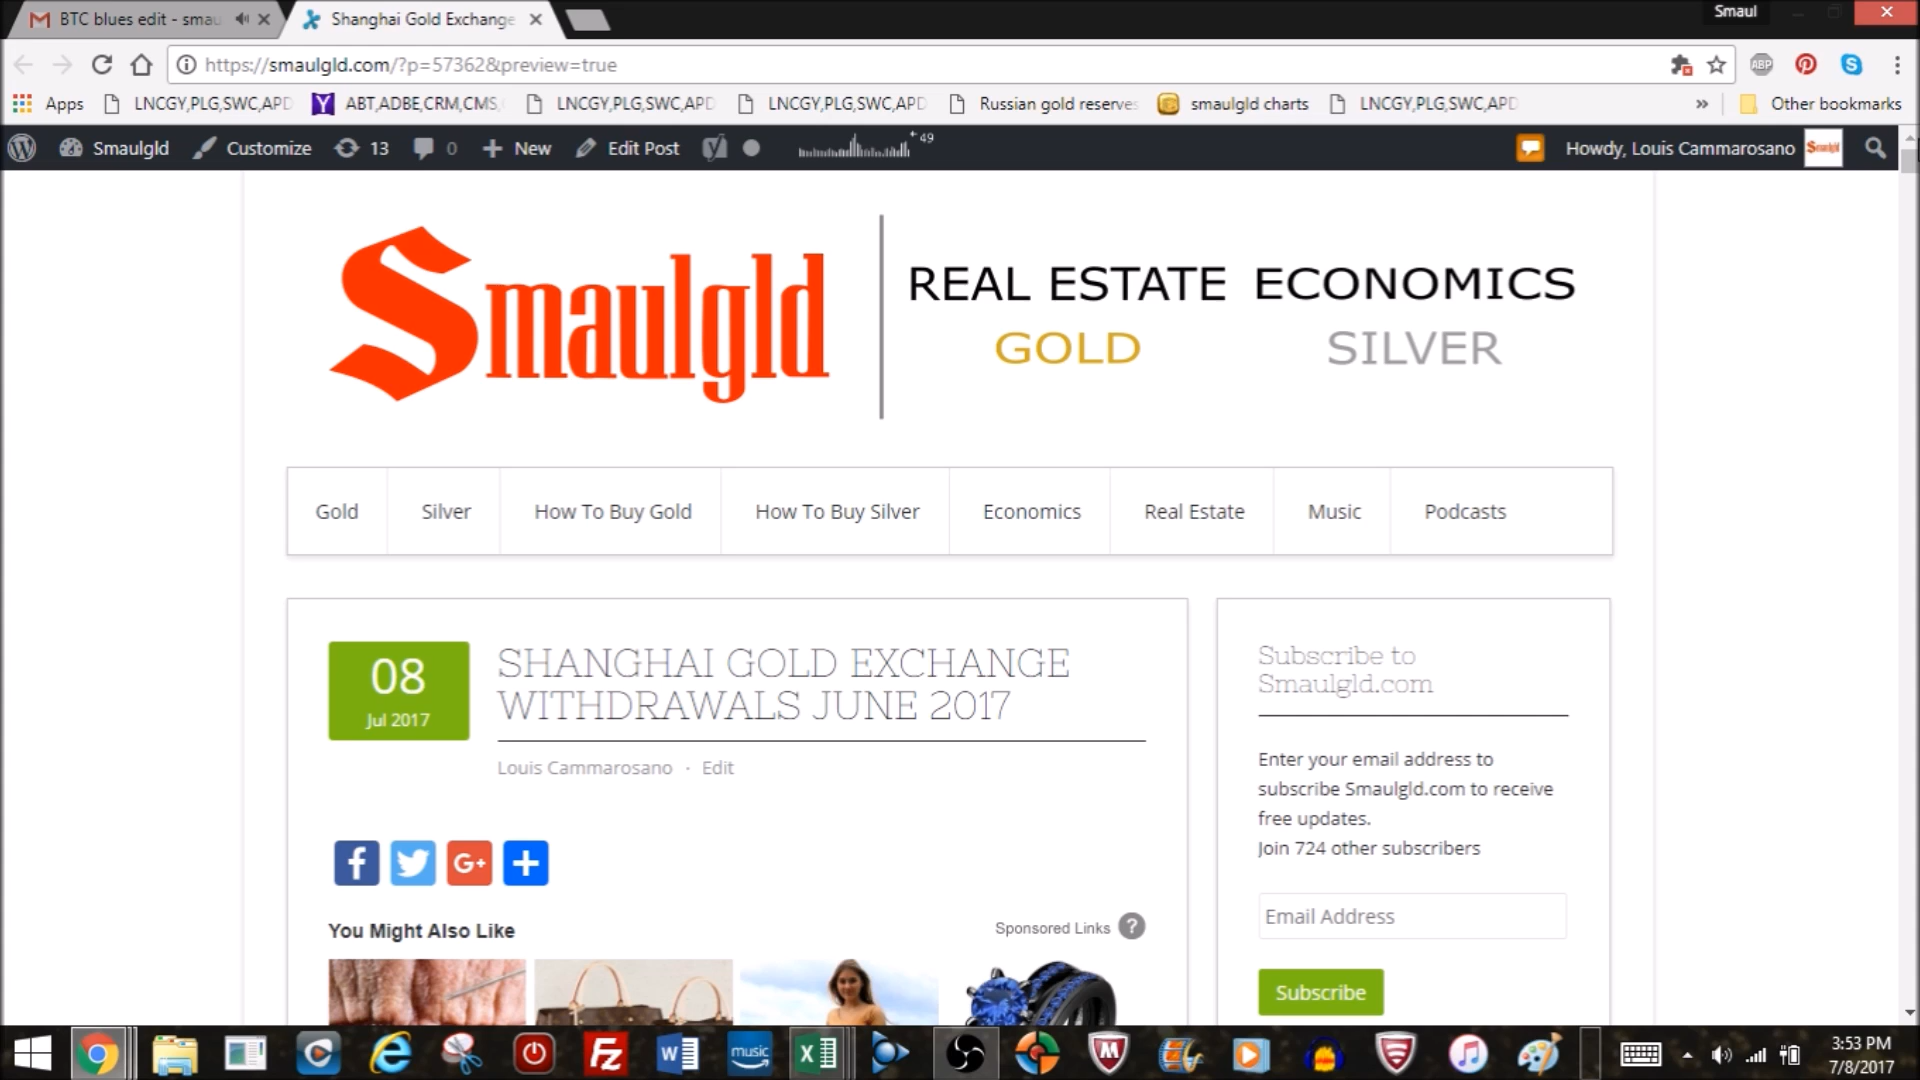 BTC blues edit - smau
Shanghai Gold Exchange
Smaul
https://smaulgld.com/?p=57362&preview=true
ABP
Apps
LNCGY,PLG,SWC,APD
ABT,ADBE,CRM,CMS,
LNCGY,PLG,SWC,APD
LNCGY,PLG,SWC,APD
Russian gold reserves
smaulgld charts
LNCGY,PLG,SWC,APD
»
Other bookmarks
Smaulgld
Customize
13
0
New
Edit Post
49
Howdy, Louis Cammarosano
Smaulgld
Smaulgld
REAL ESTATE ECONOMICS
GOLD SILVER
Gold
Silver
How To Buy Gold
How To Buy Silver
Economics
Real Estate
Music
Podcasts
08
Jul 2017
SHANGHAI GOLD EXCHANGE
WITHDRAWALS JUNE 2017
Louis Cammarosano · Edit
f
G+
You Might Also Like
Sponsored Links ?
Subscribe to
Smaulgld.com
Enter your email address to
subscribe Smaulgld.com to receive
free updates.
Join 724 other subscribers
Email Address
Subscribe
music
3:53 PM
7/8/2017